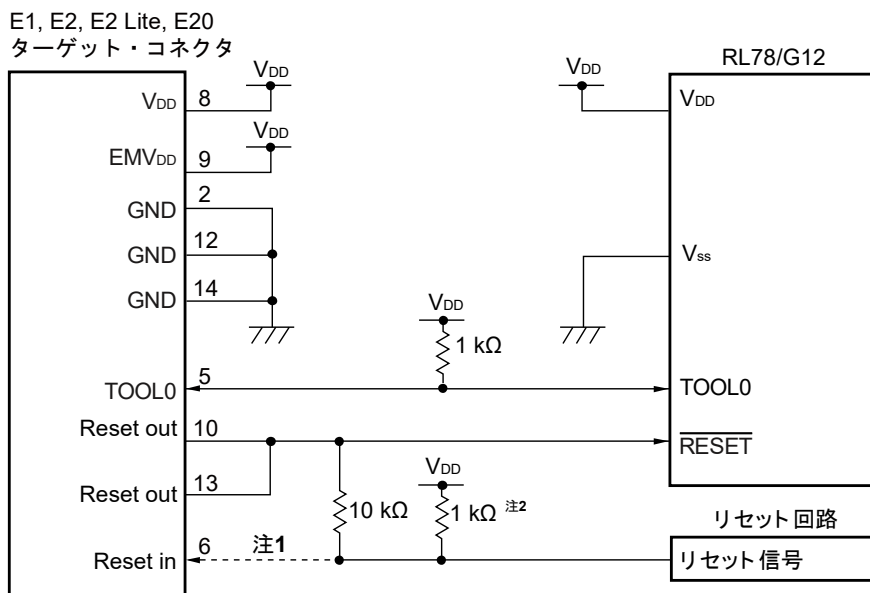 E1, E2, E2 Lite, E20
ターゲット・コネクタ
RL78/G12
VDD 8
VDD
VDD
VDD
EMVDD 9
VDD
GND 2
GND 12
GND 14
Vss
VDD
1 kΩ
TOOL0 5
TOOL0
Reset out 10
RESET
Reset out 13
10 kΩ
VDD
1 kΩ 注2
リセット回路
Reset in 6
注1
リセット信号